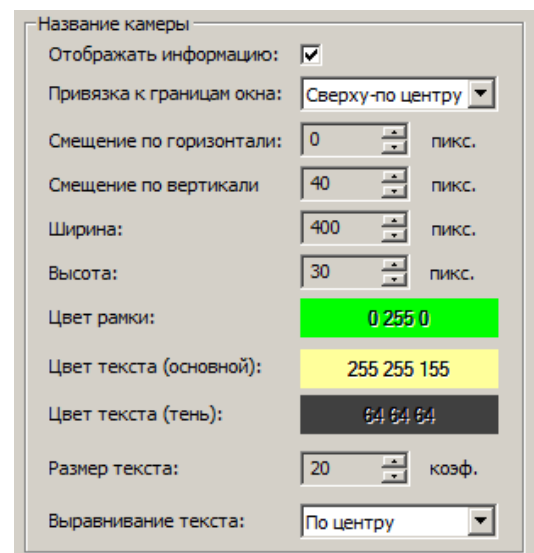 Название камеры
Отображать информацию:
Привязка к границам окна: Сверху-по центру
Смещение по горизонтали: 0 пикс.
Смещение по вертикали 40 пикс.
Ширина: 400 пикс.
Высота: 30 пикс.
Цвет рамки: 0 255 0
Цвет текста (основной): 255 255 155
Цвет текста (тень): 64 64 64
Размер текста: 20 коэф.
Выравнивание текста: По центру